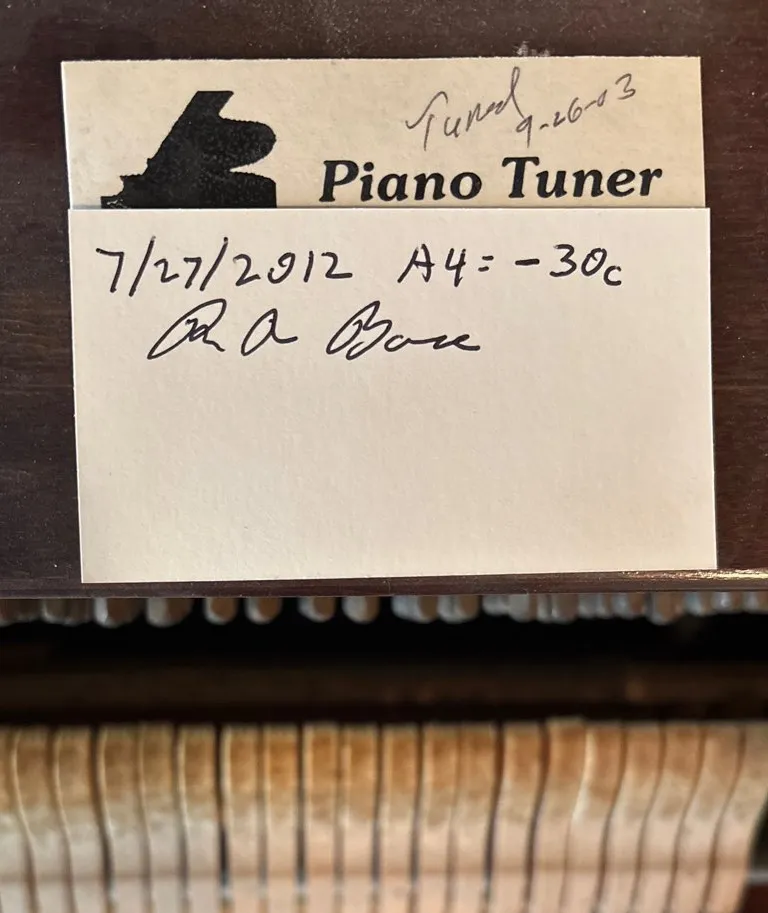 Tuned
9-26-03
Piano Tuner
7/27/2012 A4= -30c